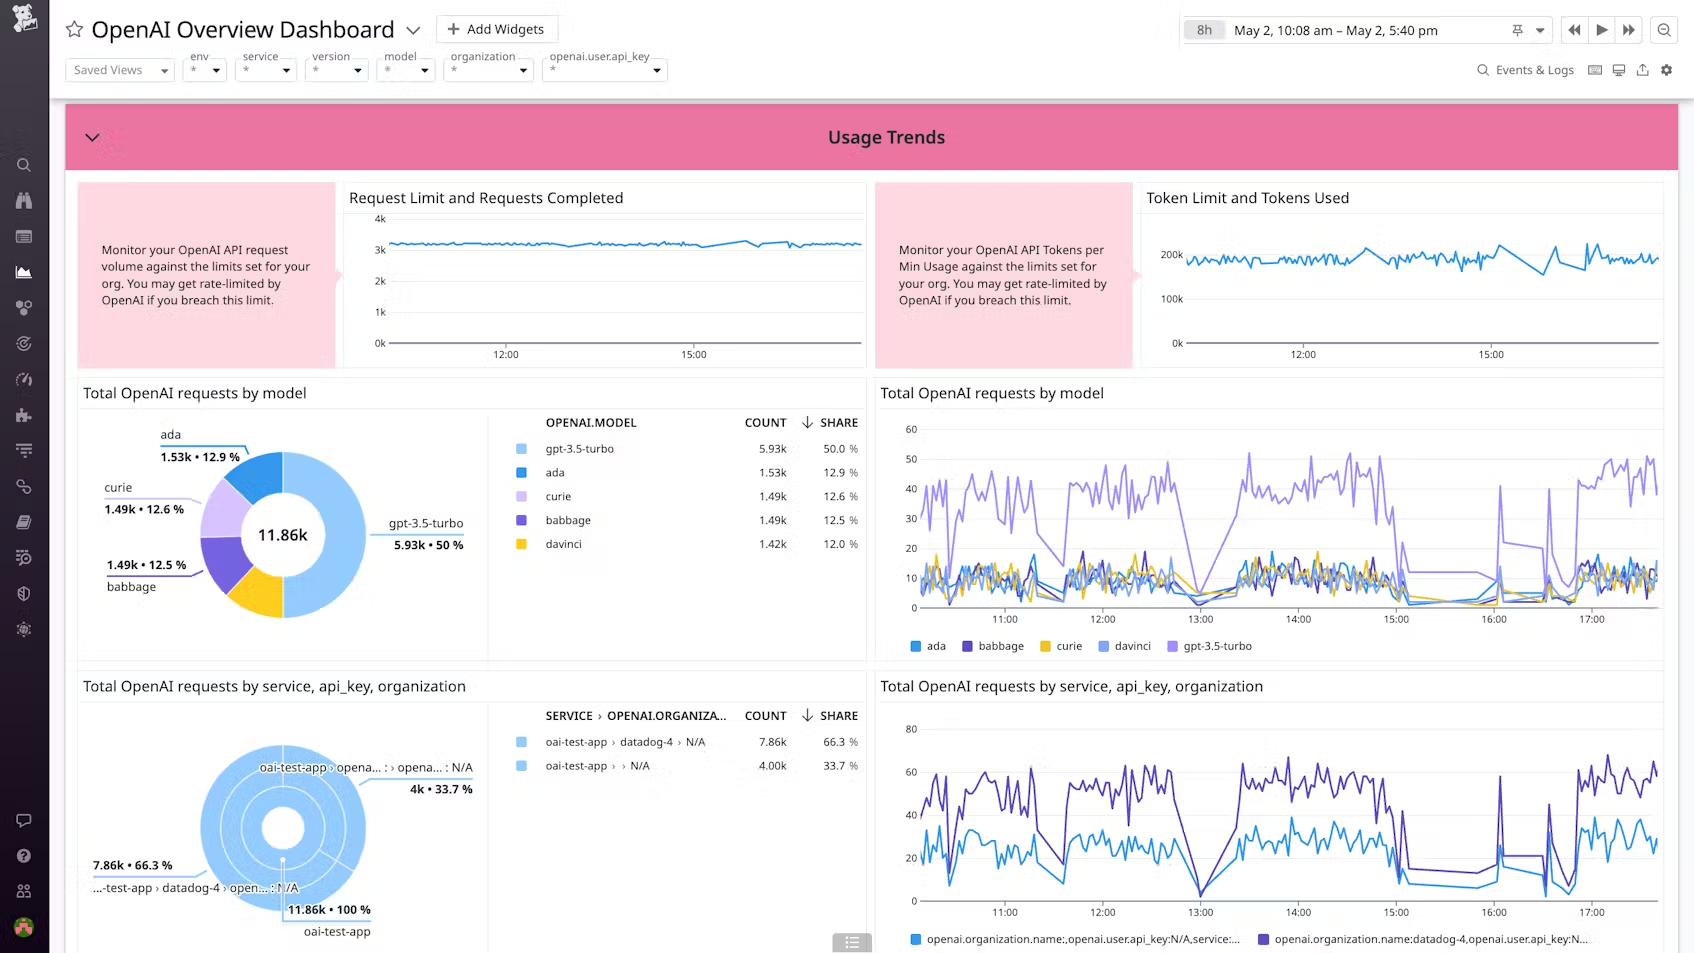 OpenAI Overview Dashboard
+ Add Widgets
8h
May 2, 10:08 am – May 2, 5:40 pm
Saved Views
env
*
service
*
version
*
model
*
organization
*
openai.user.api_key
*
Events & Logs
Usage Trends
Monitor your OpenAI API request
volume against the limits set for your
org. You may get rate-limited by
OpenAI if you breach this limit.
Request Limit and Requests Completed
4k
3k
2k
1k
0k
12:00
15:00
Monitor your OpenAI API Tokens per
Min Usage against the limits set for
your org. You may get rate-limited by
OpenAI if you breach this limit.
Token Limit and Tokens Used
200k
100k
0k
12:00
15:00
Total OpenAI requests by model
ada
1.53k • 12.9 %
curie
1.49k • 12.6 %
1.49k • 12.5 %
babbage
11.86k
gpt-3.5-turbo
5.93k • 50 %
OPENAI.MODEL COUNT ↓ SHARE
gpt-3.5-turbo 5.93k 50.0 %
ada 1.53k 12.9 %
curie 1.49k 12.6 %
babbage 1.49k 12.5 %
davinci 1.42k 12.0 %
Total OpenAI requests by model
60
50
40
30
20
10
0
11:00 12:00 13:00 14:00 15:00 16:00 17:00
ada babbage curie davinci gpt-3.5-turbo
Total OpenAI requests by service, api_key, organization
oai-test-app › opena... : › opena... : N/A
4k • 33.7 %
7.86k • 66.3 %
...-test-app › datadog-4 › open... : N/A
11.86k • 100 %
oai-test-app
SERVICE › OPENAI.ORGANIZA... COUNT ↓ SHARE
oai-test-app › datadog-4 › N/A 7.86k 66.3 %
oai-test-app › › N/A 4.00k 33.7 %
Total OpenAI requests by service, api_key, organization
80
60
40
20
0
11:00 12:00 13:00 14:00 15:00 16:00 17:00
openai.organization.name:,openai.user.api_key:N/A,service:...
openai.organization.name:datadog-4,openai.user.api_key:N...